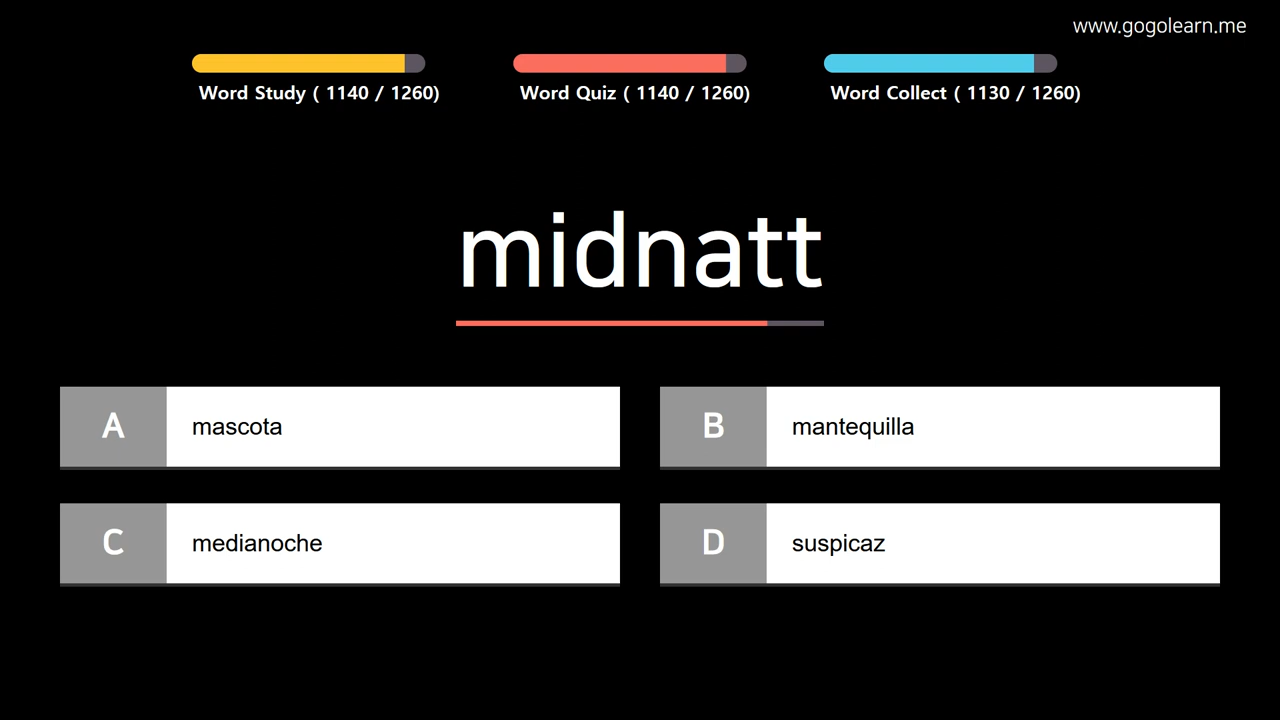 www.gogolearn.me
Word Study ( 1140 / 1260)
Word Quiz ( 1140 / 1260)
Word Collect ( 1130 / 1260)
midnatt
A
mascota
B
mantequilla
C
medianoche
D
suspicaz